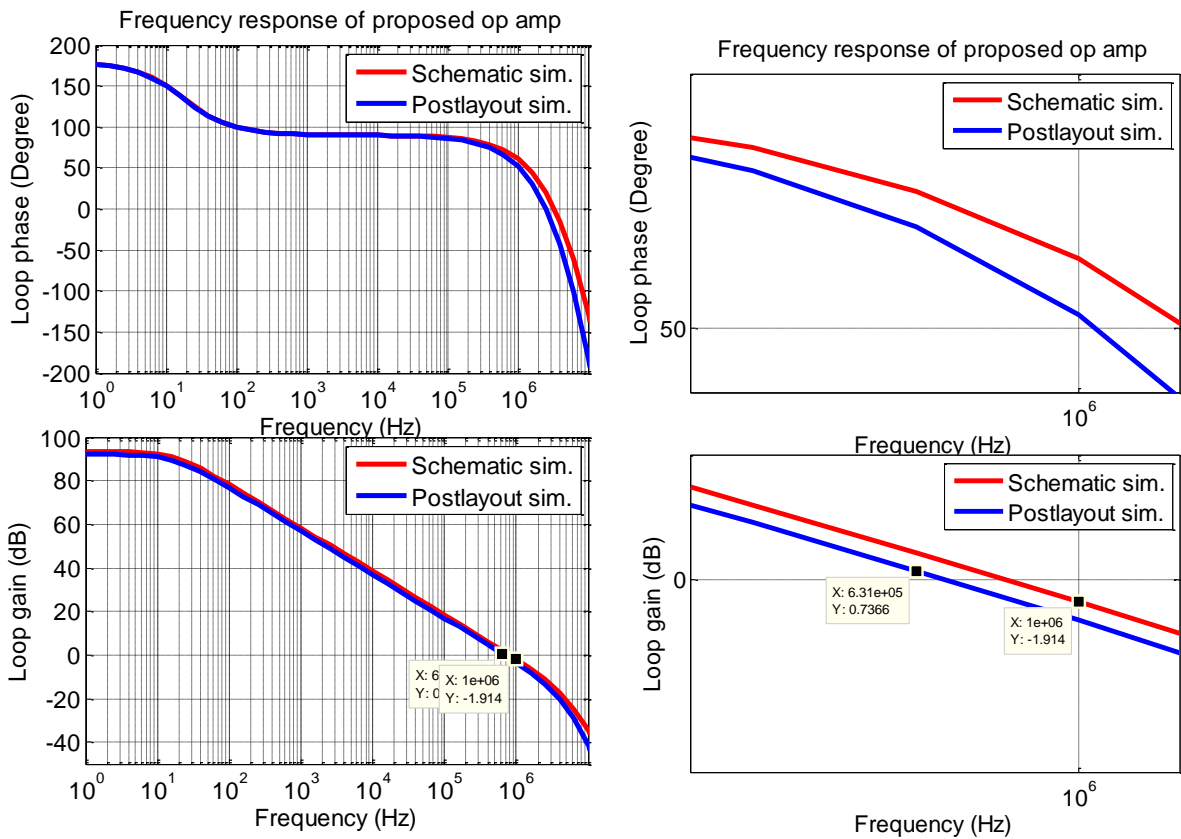 Frequency response of proposed op amp
Loop phase (Degree)
200
150
100
50
0
-50
-100
-150
-200
Schematic sim.
Postlayout sim.
10^0 10^1 10^2 10^3 10^4 10^5 10^6
Frequency (Hz)
Frequency response of proposed op amp
Loop phase (Degree)
50
Schematic sim.
Postlayout sim.
10^6
Frequency (Hz)
Loop gain (dB)
100
80
60
40
20
0
-20
-40
Schematic sim.
Postlayout sim.
X: 6
Y: 0
X: 1e+06
Y: -1.914
10^0 10^1 10^2 10^3 10^4 10^5 10^6
Frequency (Hz)
Loop gain (dB)
0
Schematic sim.
Postlayout sim.
X: 6.31e+05
Y: 0.7366
X: 1e+06
Y: -1.914
10^6
Frequency (Hz)